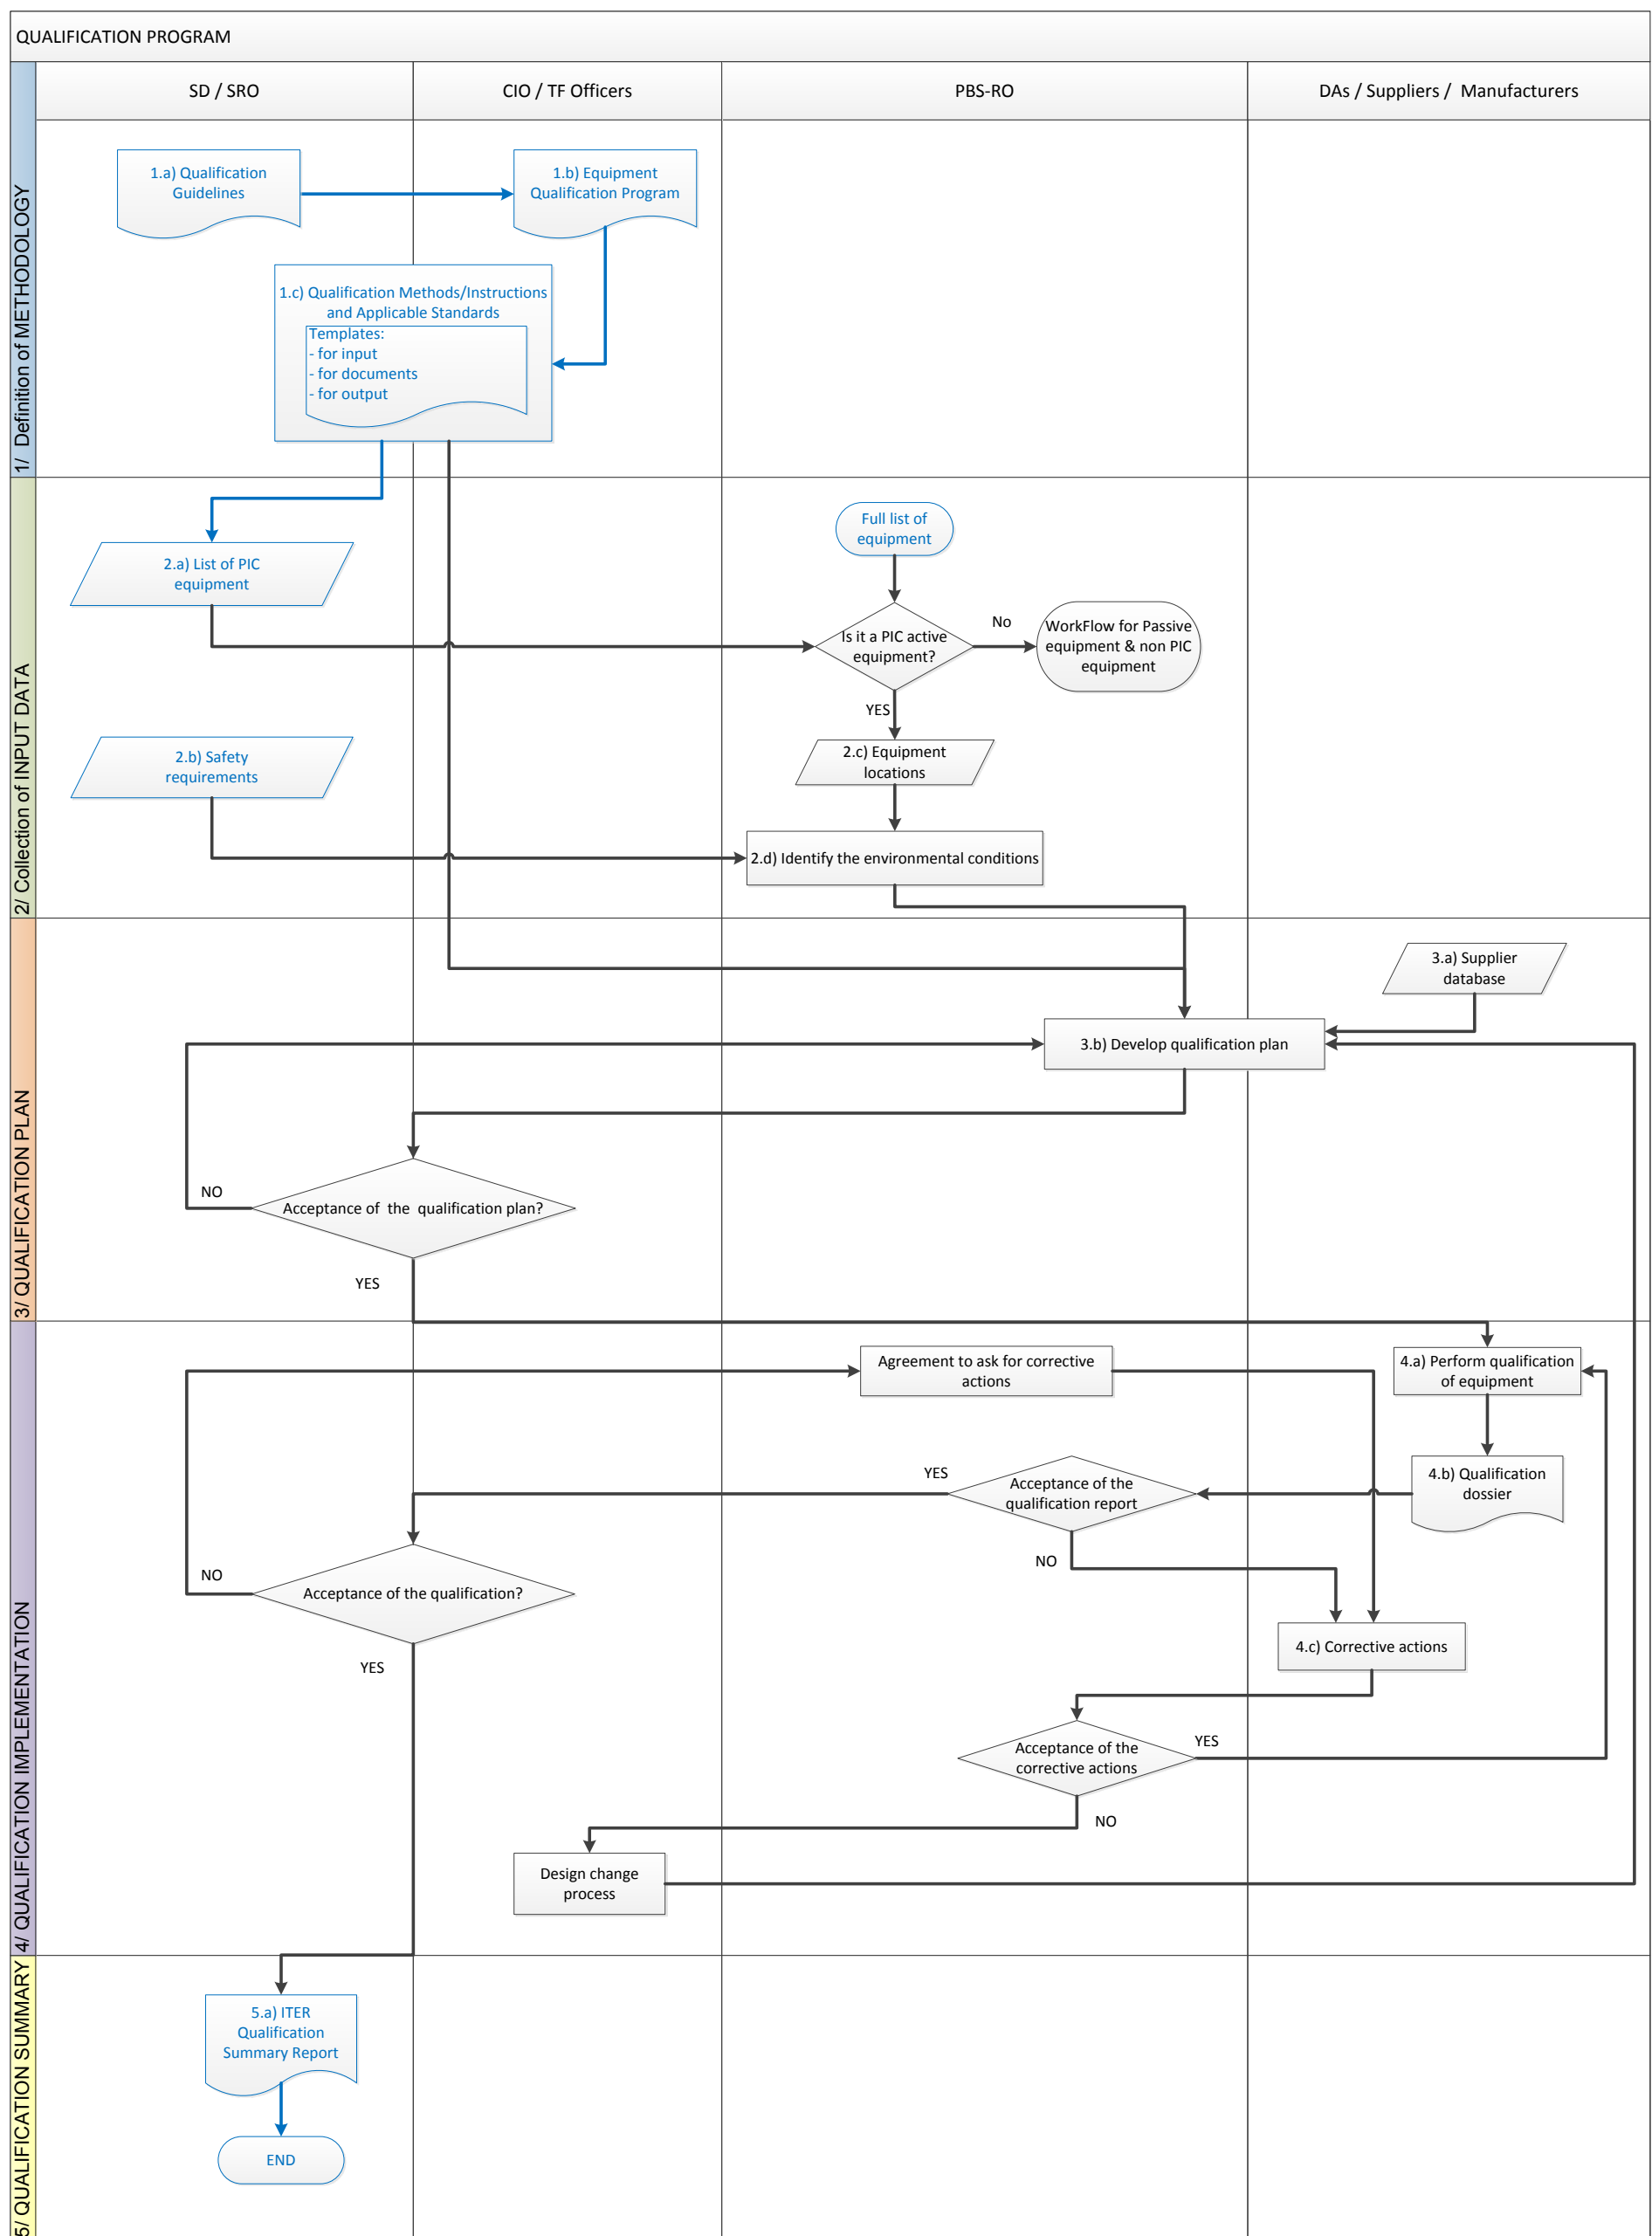 QUALIFICATION PROGRAM
SD / SRO
CIO / TF Officers
PBS-RO
DAs / Suppliers / Manufacturers
1/ Definition of METHODOLOGY
1.a) Qualification
Guidelines
1.b) Equipment
Qualification Program
1.c) Qualification Methods/Instructions
and Applicable Standards
Templates:
- for input
- for documents
- for output
2/ Collection of INPUT DATA
Full list of
equipment
2.a) List of PIC
equipment
Is it a PIC active
equipment?
No
WorkFlow for Passive
equipment & non PIC
equipment
YES
2.b) Safety
requirements
2.c) Equipment
locations
2.d) Identify the environmental conditions
3/ QUALIFICATION PLAN
3.a) Supplier
database
3.b) Develop qualification plan
NO
Acceptance of the qualification plan?
YES
4/ QUALIFICATION IMPLEMENTATION
Agreement to ask for corrective
actions
4.a) Perform qualification
of equipment
YES
Acceptance of the
qualification report
4.b) Qualification
dossier
NO
NO
Acceptance of the qualification?
YES
4.c) Corrective actions
Acceptance of the
corrective actions
YES
NO
Design change
process
5/ QUALIFICATION SUMMARY
5.a) ITER
Qualification
Summary Report
END